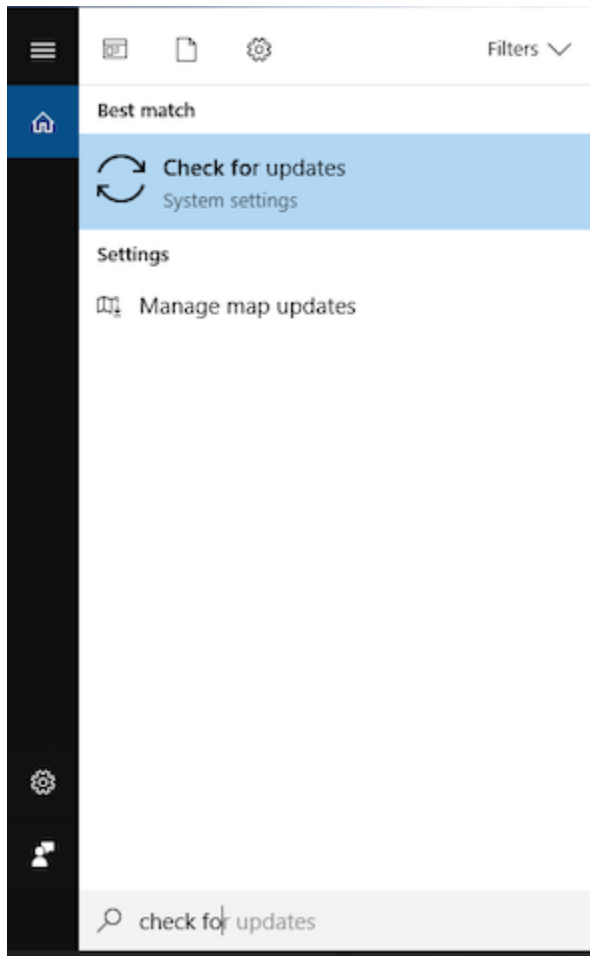 Filters
Best match
Check for updates
System settings
Settings
Manage map updates
check for updates